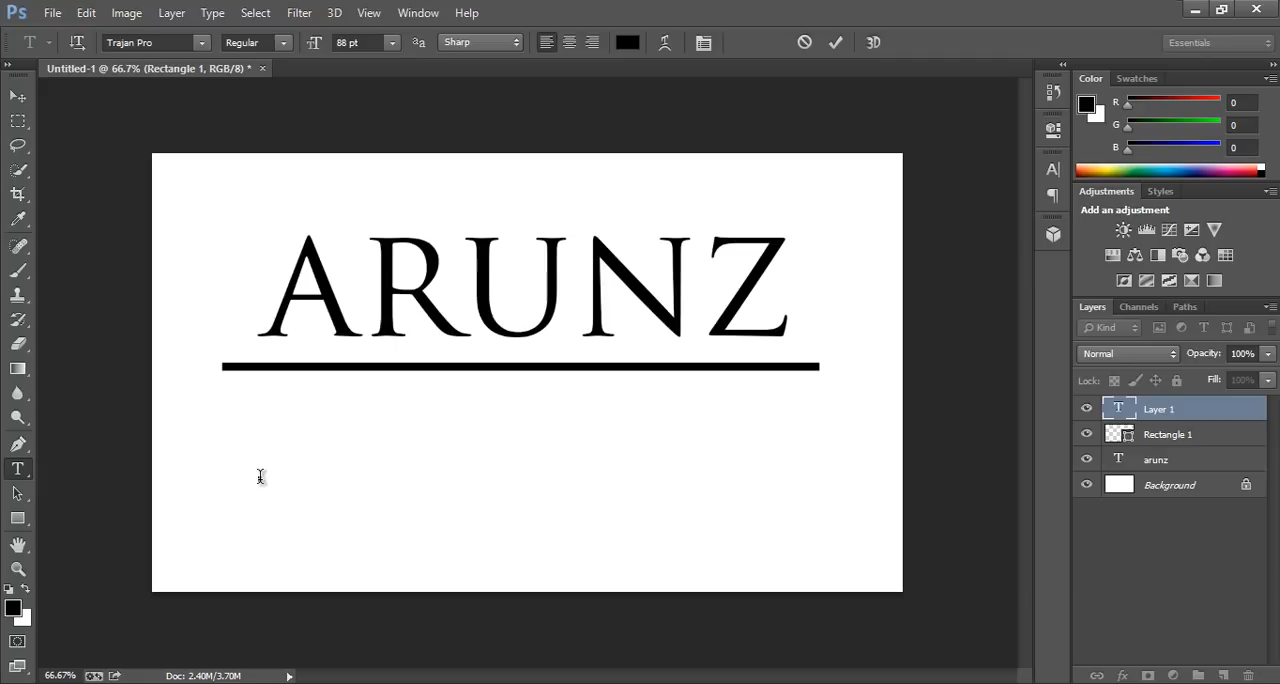 Ps File Edit Image Layer Type Select Filter 3D View Window Help
T Trajan Pro Regular 88 pt aa Sharp 3D Essentials
Untitled-1 @ 66.7% (Rectangle 1, RGB/8) * ×
Color Swatches
R 0
G 0
B 0
Adjustments Styles
Add an adjustment
Layers Channels Paths
Kind
Normal Opacity: 100%
Lock: Fill: 100%
T Layer 1
Rectangle 1
T arunz
Background
ARUNZ
66.67% Doc: 2.40M/3.70M